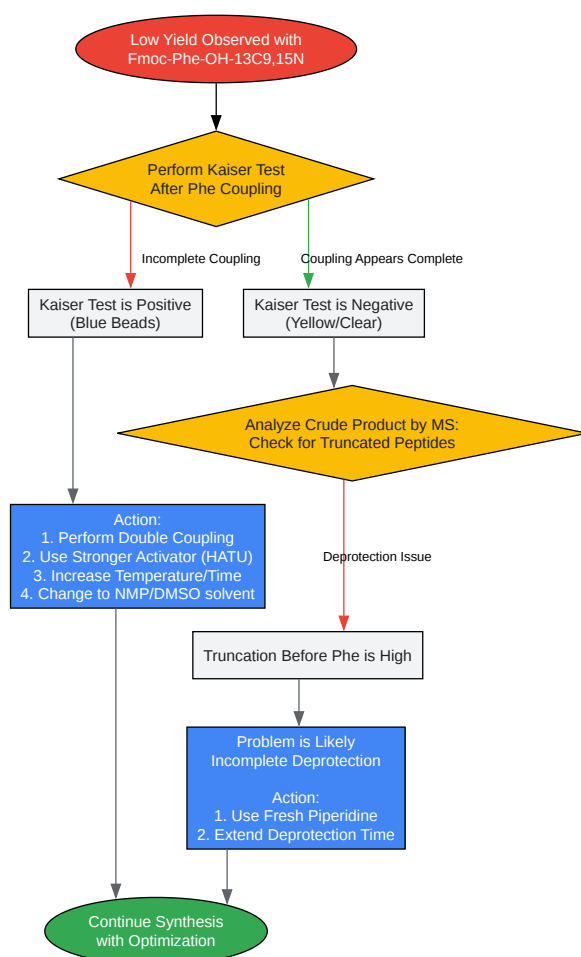 Low Yield Observed with
Fmoc-Phe-OH-13C9,15N
Perform Kaiser Test
After Phe Coupling
Incomplete Coupling
Coupling Appears Complete
Kaiser Test is Positive
(Blue Beads)
Kaiser Test is Negative
(Yellow/Clear)
Analyze Crude Product by MS:
Check for Truncated Peptides
Action:
1. Perform Double Coupling
2. Use Stronger Activator (HATU)
3. Increase Temperature/Time
4. Change to NMP/DMSO solvent
Deprotection Issue
Truncation Before Phe is High
Problem is Likely
Incomplete Deprotection
Action:
1. Use Fresh Piperidine
2. Extend Deprotection Time
Continue Synthesis
with Optimization